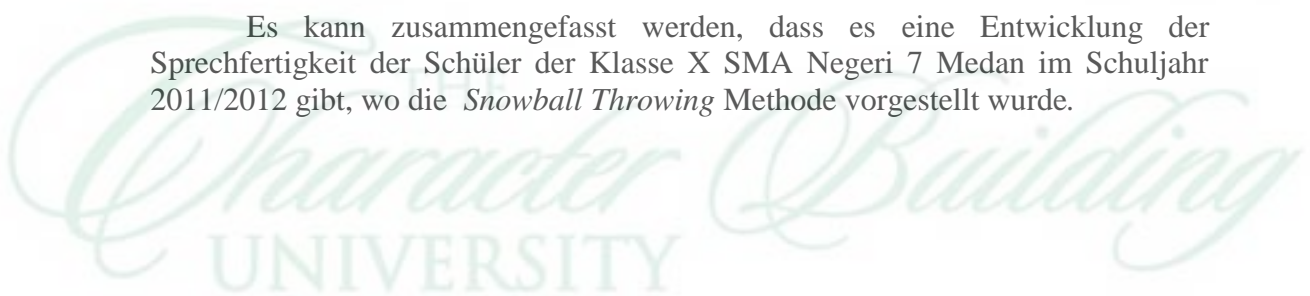 Es kann zusammengefasst werden, dass es eine Entwicklung der
Sprechfertigkeit der Schüler der Klasse X SMA Negeri 7 Medan im Schuljahr
2011/2012 gibt, wo die Snowball Throwing Methode vorgestellt wurde.
THE
Character Building
UNIVERSITY